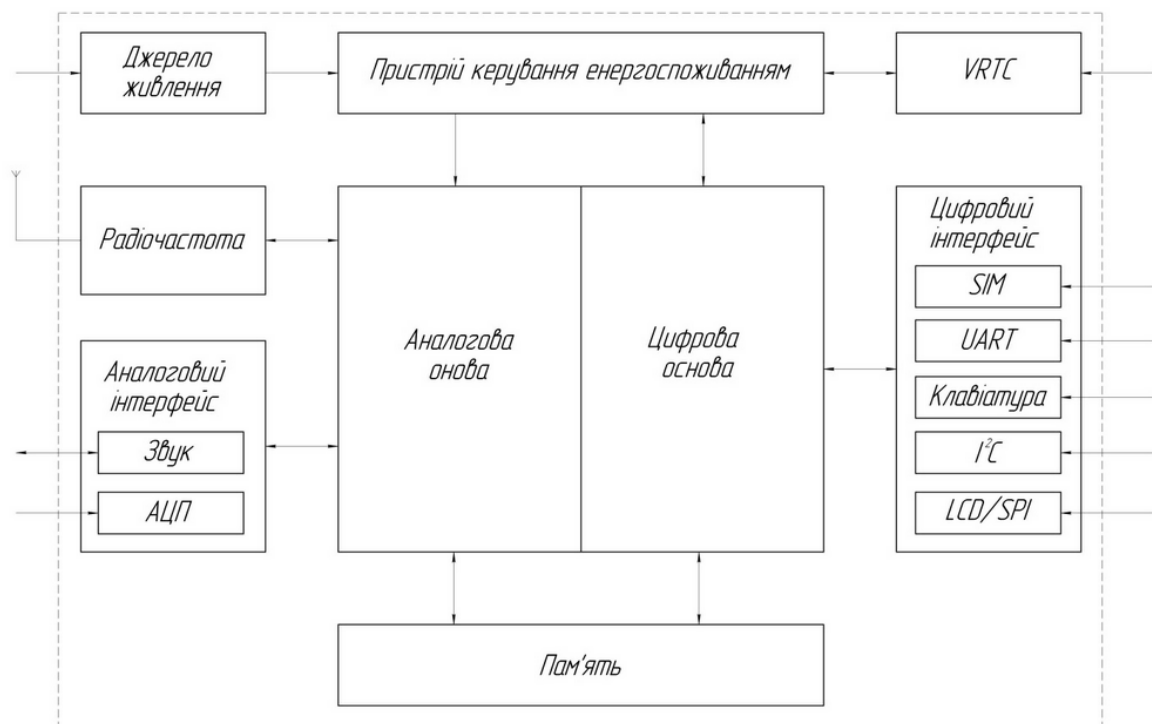 Джерело
живлення
Пристрій керування енергоспоживанням
VRTC
Радіочастота
Аналоговий
інтерфейс
Звук
АЦП
Аналогова
онова
Цифрова
основа
Цифровий
інтерфейс
SIM
UART
Клавіатура
I²C
LCD/SPI
Пам'ять